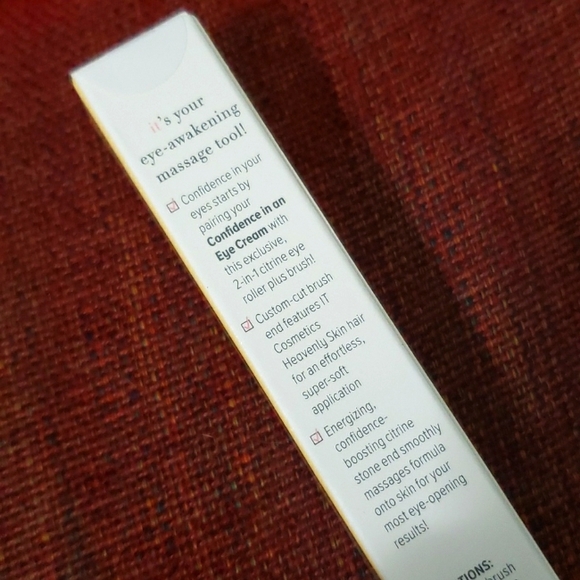 it's your
eye-awakening
massage tool!
Confidence in your
eyes starts by
pairing your
Confidence in an
Eye Cream with
this exclusive,
2-in-1 citrine eye
roller plus brush!
Custom-cut brush
end features IT
Cosmetics
Heavenly Skin hair
for an effortless,
super-soft
application
Energizing,
confidence-
boosting citrine
stone end smoothly
massages formula
onto skin for your
most eye-opening
results!